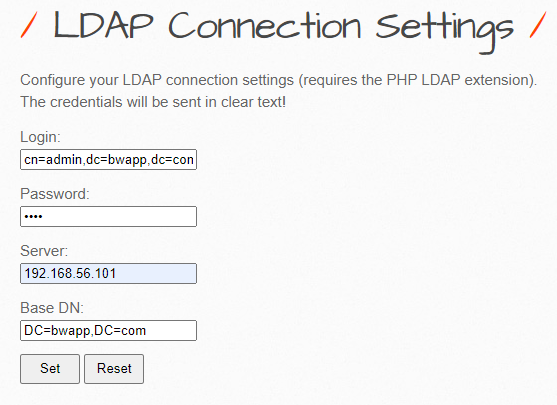 / LDAP Connection Settings /
Configure your LDAP connection settings (requires the PHP LDAP extension).
The credentials will be sent in clear text!
Login:
cn=admin,dc=bwapp,dc=con
Password:
••••
Server:
192.168.56.101
Base DN:
DC=bwapp,DC=com
Set Reset